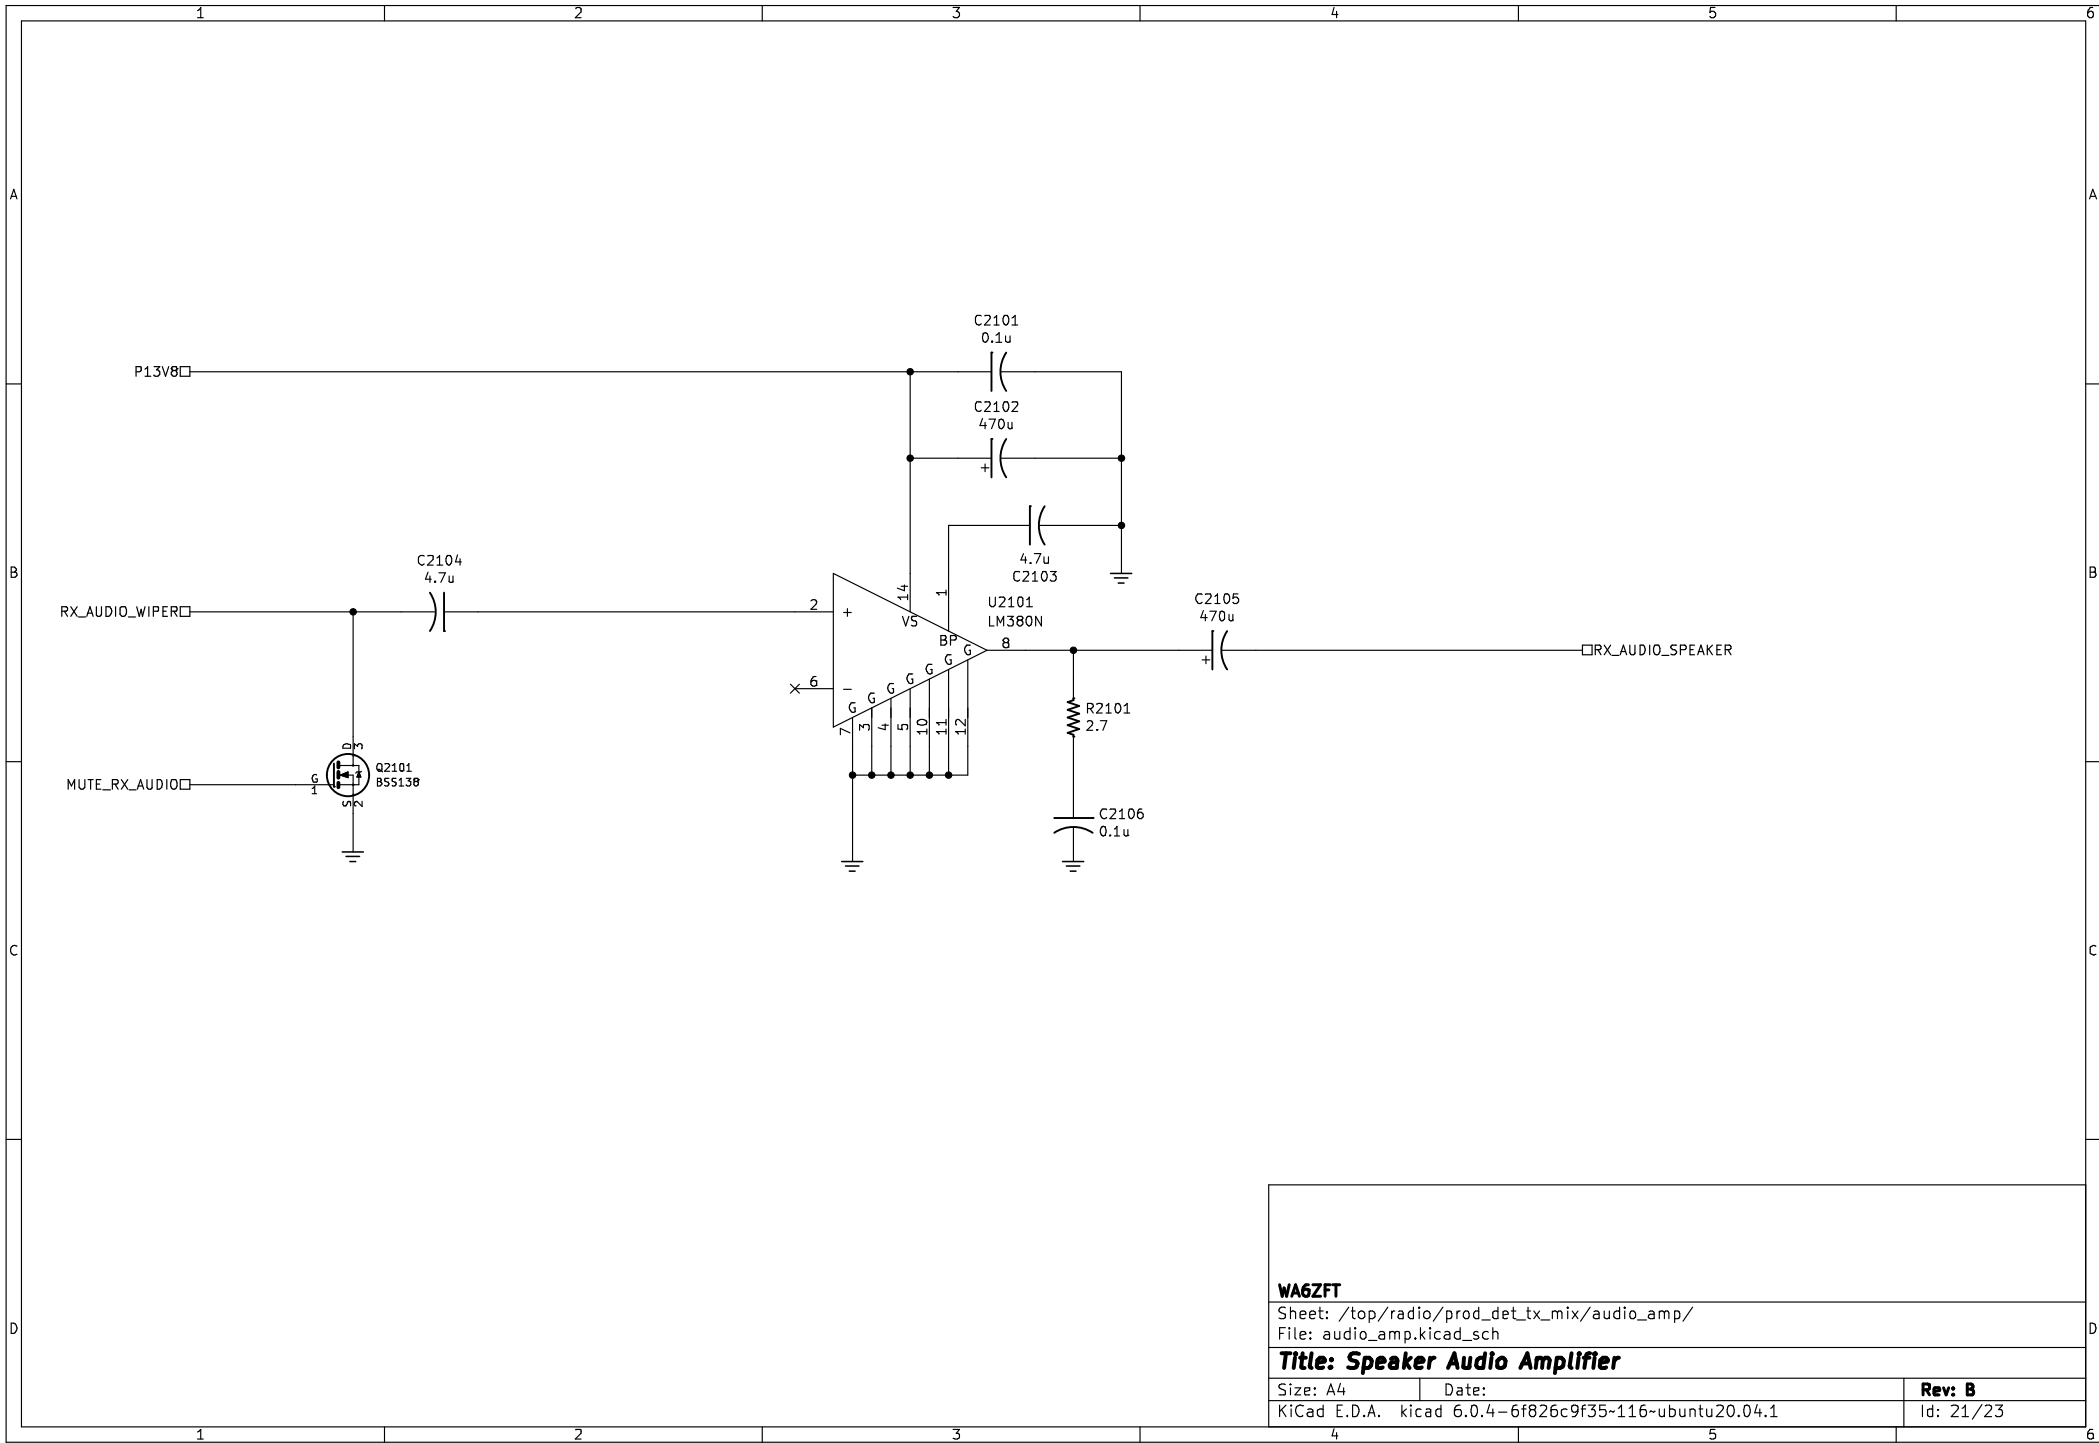 1 2 3 4 5 6
A A
C2101
0.1u
P13V8
C2102
470u
4.7u
C2103
B B
C2104
4.7u
RX_AUDIO_WIPER
2 + 14 VS 1 BP
U2101
LM380N
8
C2105
470u
RX_AUDIO_SPEAKER
6 -
G G G G G G G
7 3 4 5 10 11 12
+
+
R2101
2.7
D 3
Q2101
BSS138
MUTE_RX_AUDIO
G
1
S 2
C2106
0.1u
C C
WA6ZFT
Sheet: /top/radio/prod_det_tx_mix/audio_amp/
File: audio_amp.kicad_sch
D D
Title: Speaker Audio Amplifier
Size: A4 Date: Rev: B
KiCad E.D.A. kicad 6.0.4-6f826c9f35~116~ubuntu20.04.1 Id: 21/23
1 2 3 4 5 6